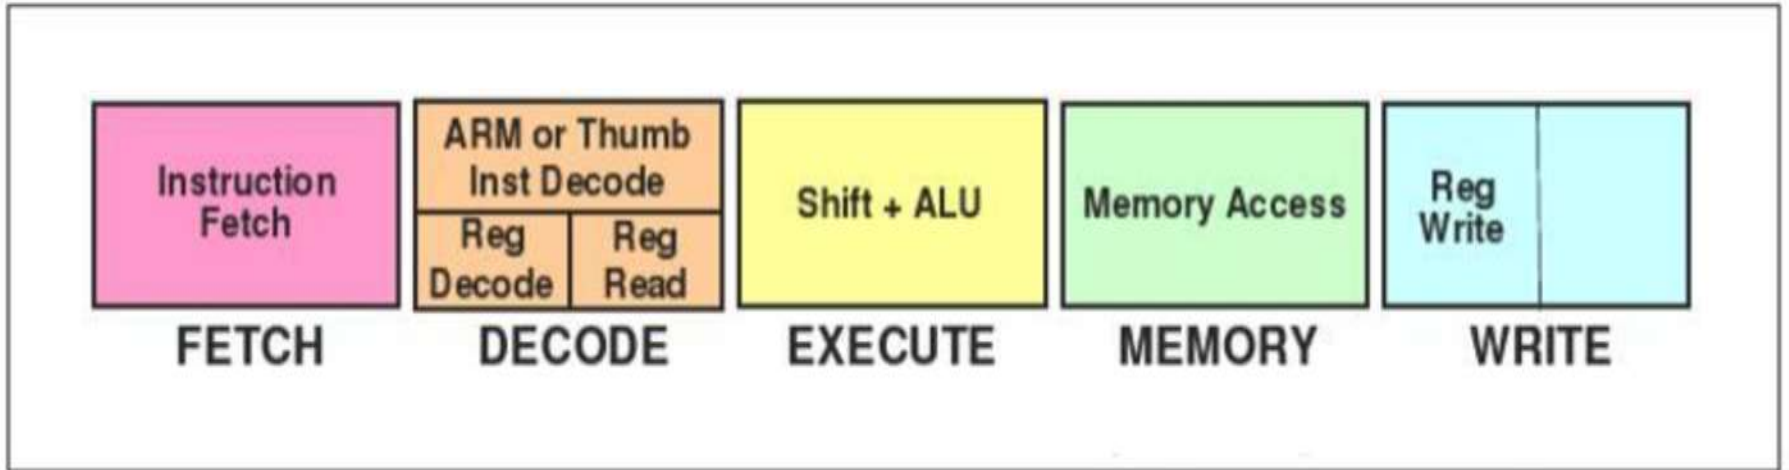 Instruction
Fetch
ARM or Thumb
Inst Decode
Reg
Decode
Reg
Read
Shift + ALU
Memory Access
Reg
Write
FETCH
DECODE
EXECUTE
MEMORY
WRITE